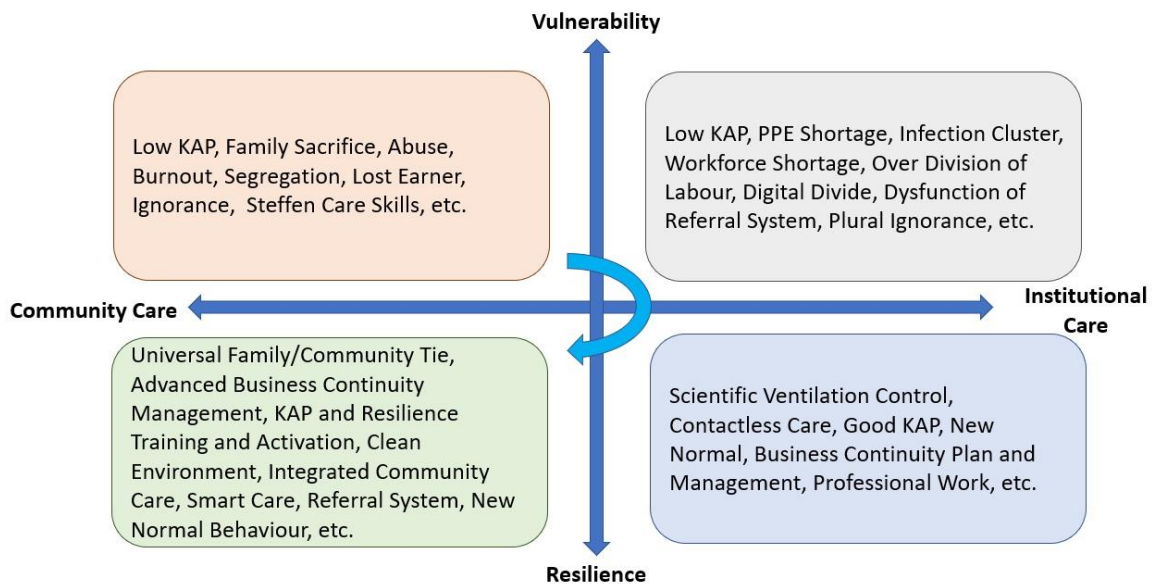 Vulnerability
Low KAP, Family Sacrifice, Abuse,
Burnout, Segregation, Lost Earner,
Ignorance,  Steffen Care Skills, etc.
Low KAP, PPE Shortage, Infection Cluster,
Workforce Shortage, Over Division of
Labour, Digital Divide, Dysfunction of
Referral System, Plural Ignorance, etc.
Community Care
Institutional
Care
Universal Family/Community Tie,
Advanced Business Continuity
Management, KAP and Resilience
Training and Activation, Clean
Environment, Integrated Community
Care, Smart Care, Referral System, New
Normal Behaviour, etc.
Scientific Ventilation Control,
Contactless Care, Good KAP, New
Normal, Business Continuity Plan and
Management, Professional Work, etc.
Resilience